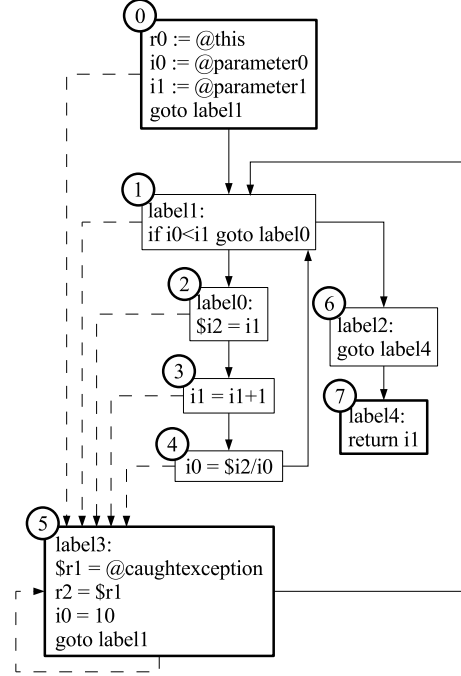 0
r0 := @this
i0 := @parameter0
i1 := @parameter1
goto label1
1
label1:
if i0<i1 goto label0
2
label0:
$i2 = i1
3
i1 = i1+1
4
i0 = $i2/i0
6
label2:
goto label4
7
label4:
return i1
5
label3:
$r1 = @caughtexception
r2 = $r1
i0 = 10
goto label1